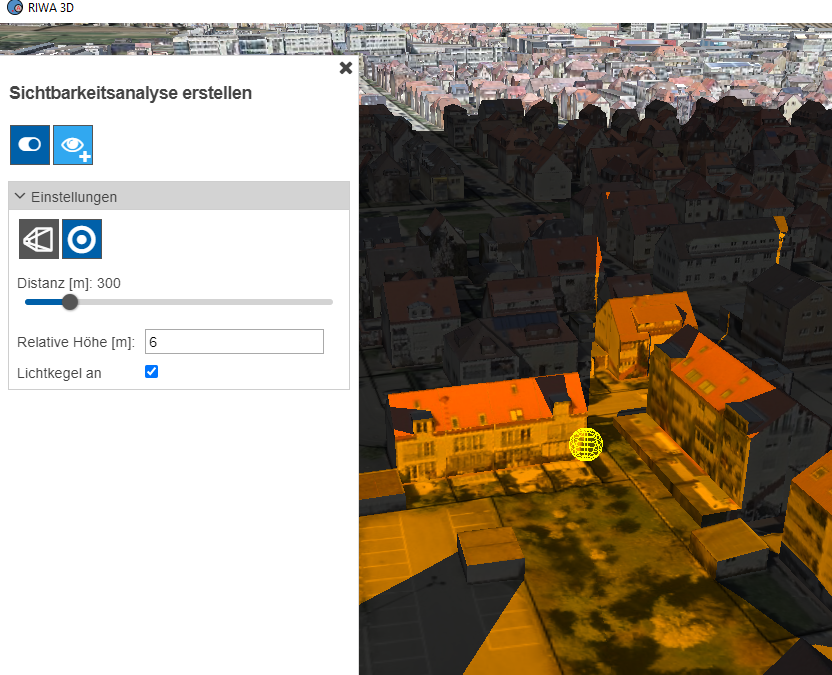 RIWA 3D
Sichtbarkeitsanalyse erstellen
Einstellungen
Distanz [m]: 300
Relative Höhe [m]: 6
Lichtkegel an